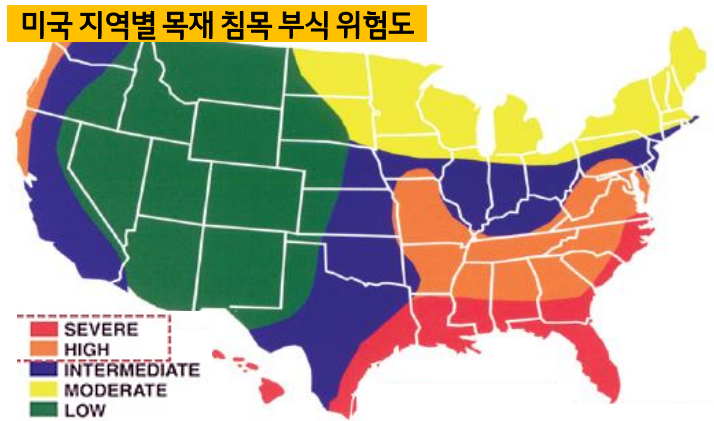 미국 지역별 목재 침목 부식 위험도
SEVERE
HIGH
INTERMEDIATE
MODERATE
LOW